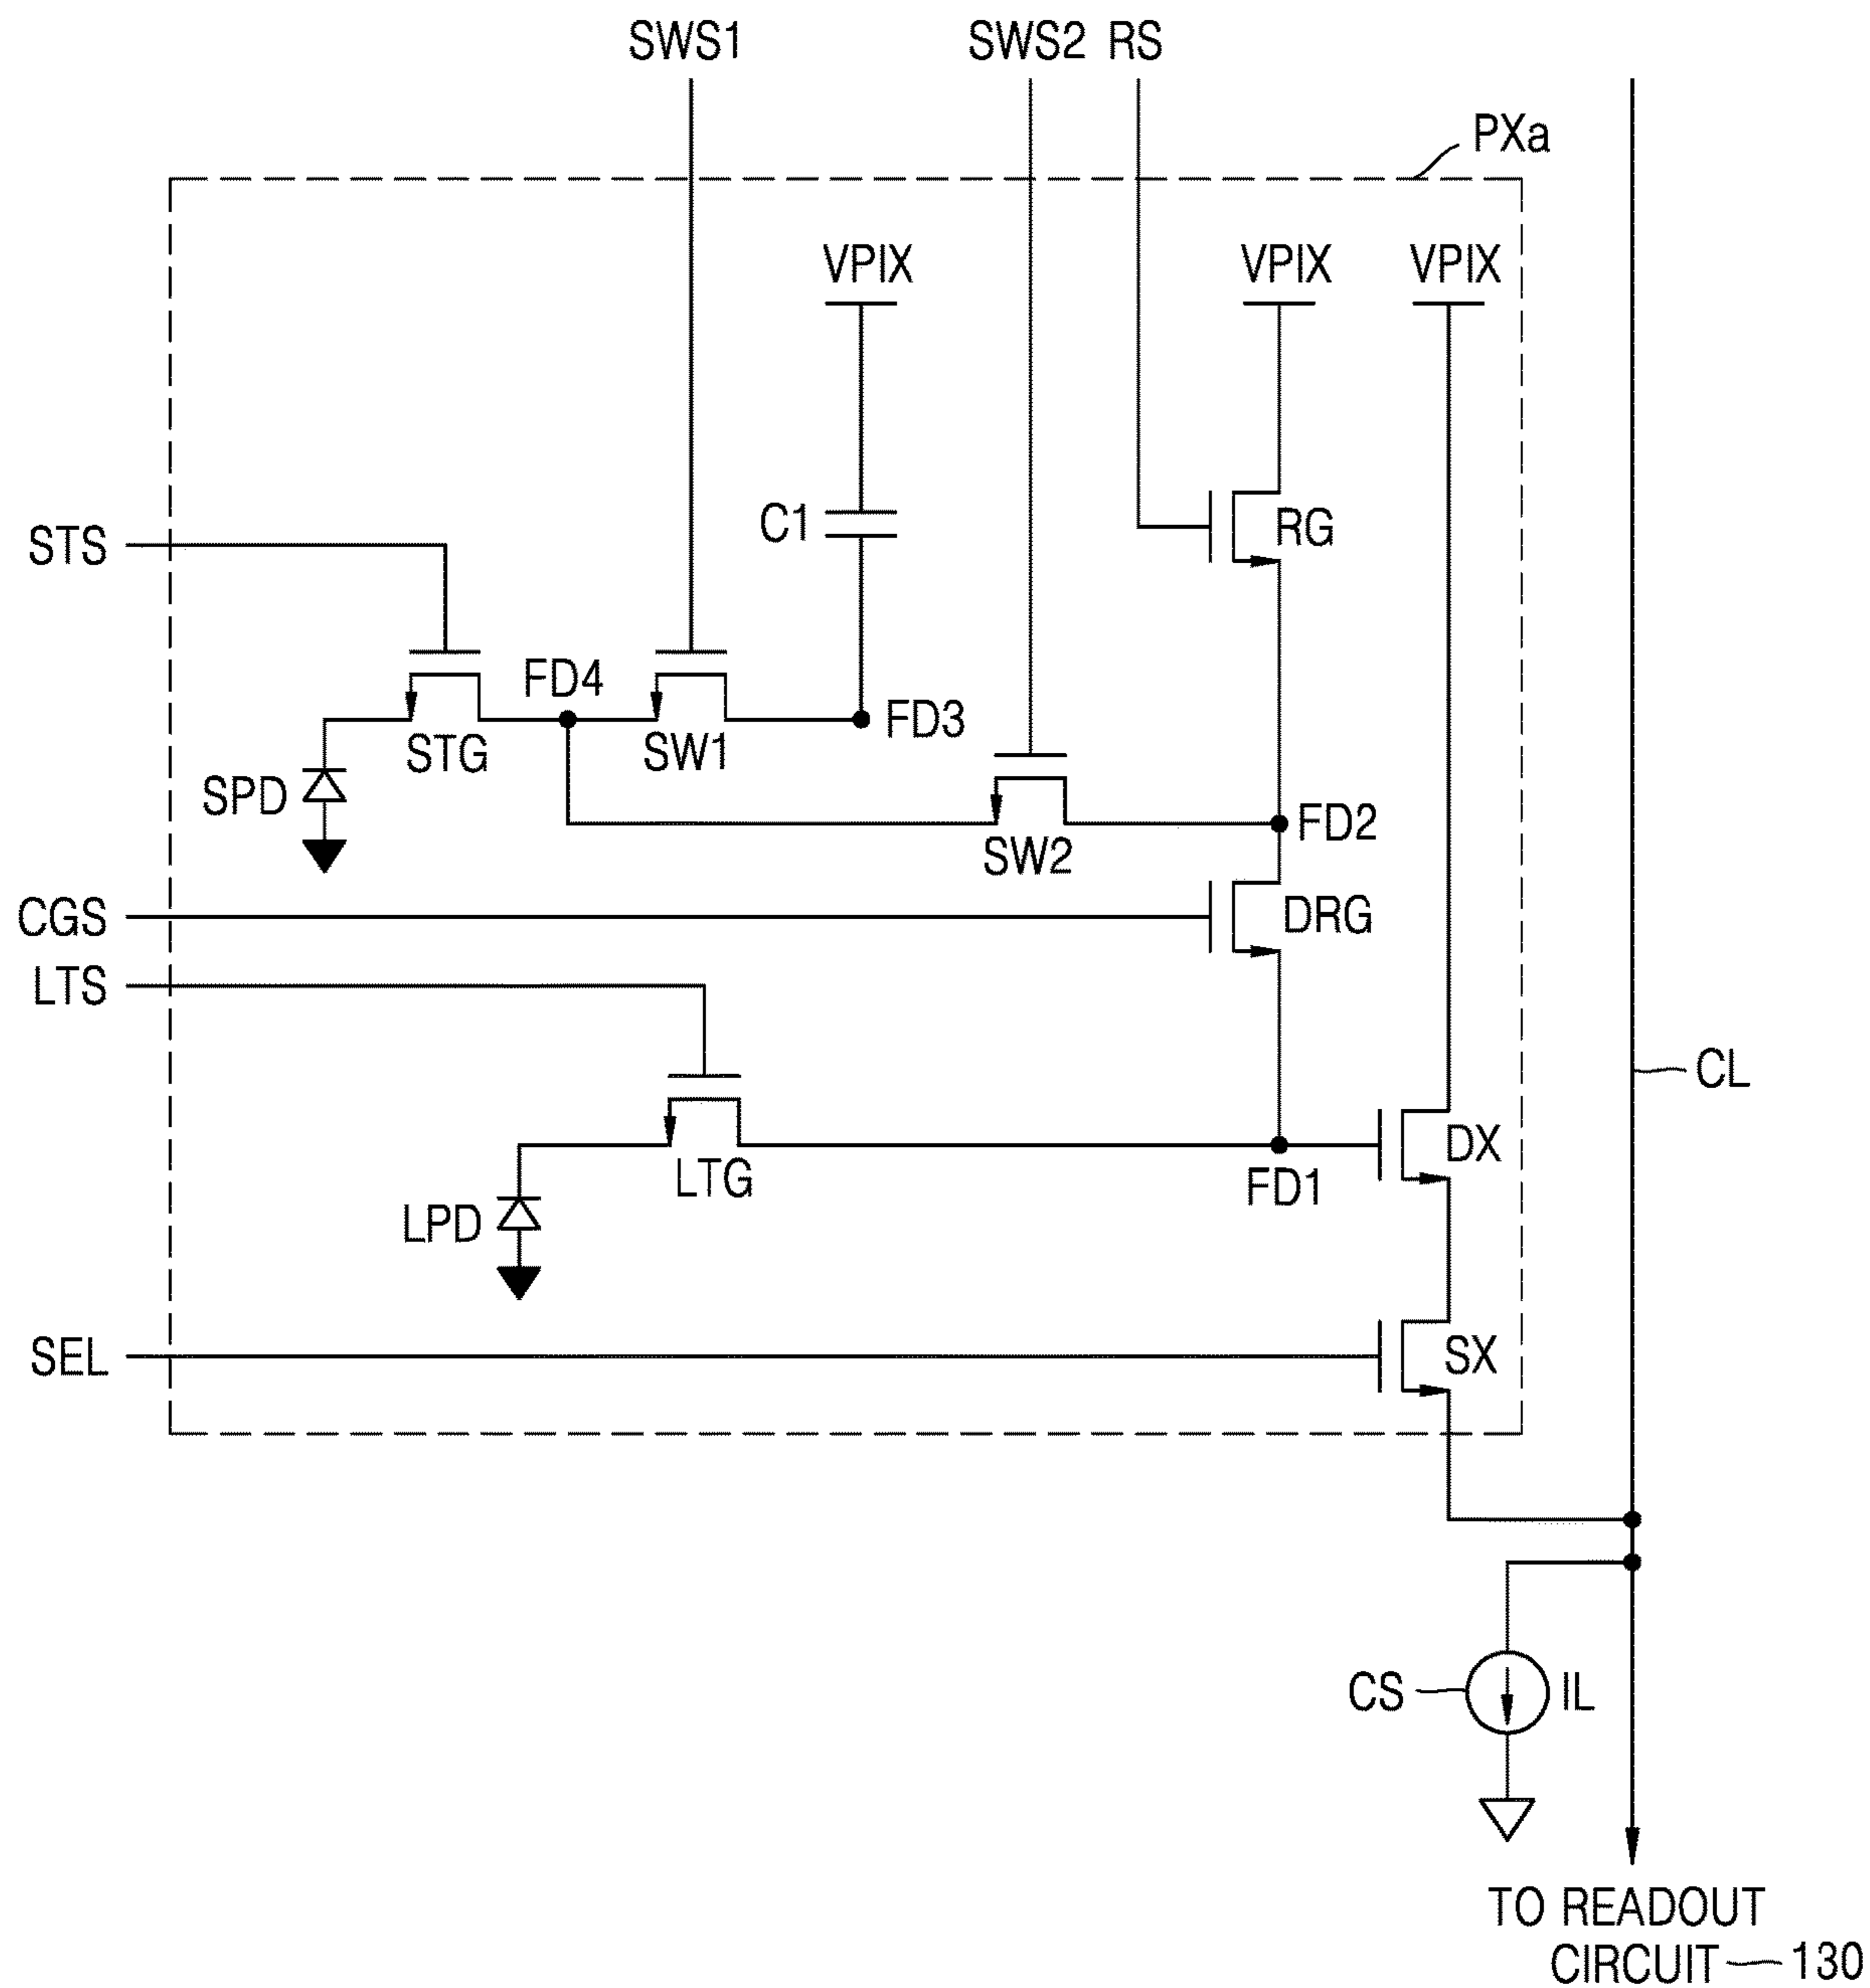 SWS1
SWS2
RS
PXa
VPIX
VPIX
VPIX
C1
RG
STS
FD4
FD3
STG
SW1
SPD
FD2
SW2
CGS
DRG
LTS
CL
DX
LTG
FD1
LPD
SEL
SX
CS
IL
TO READOUT
CIRCUIT
130